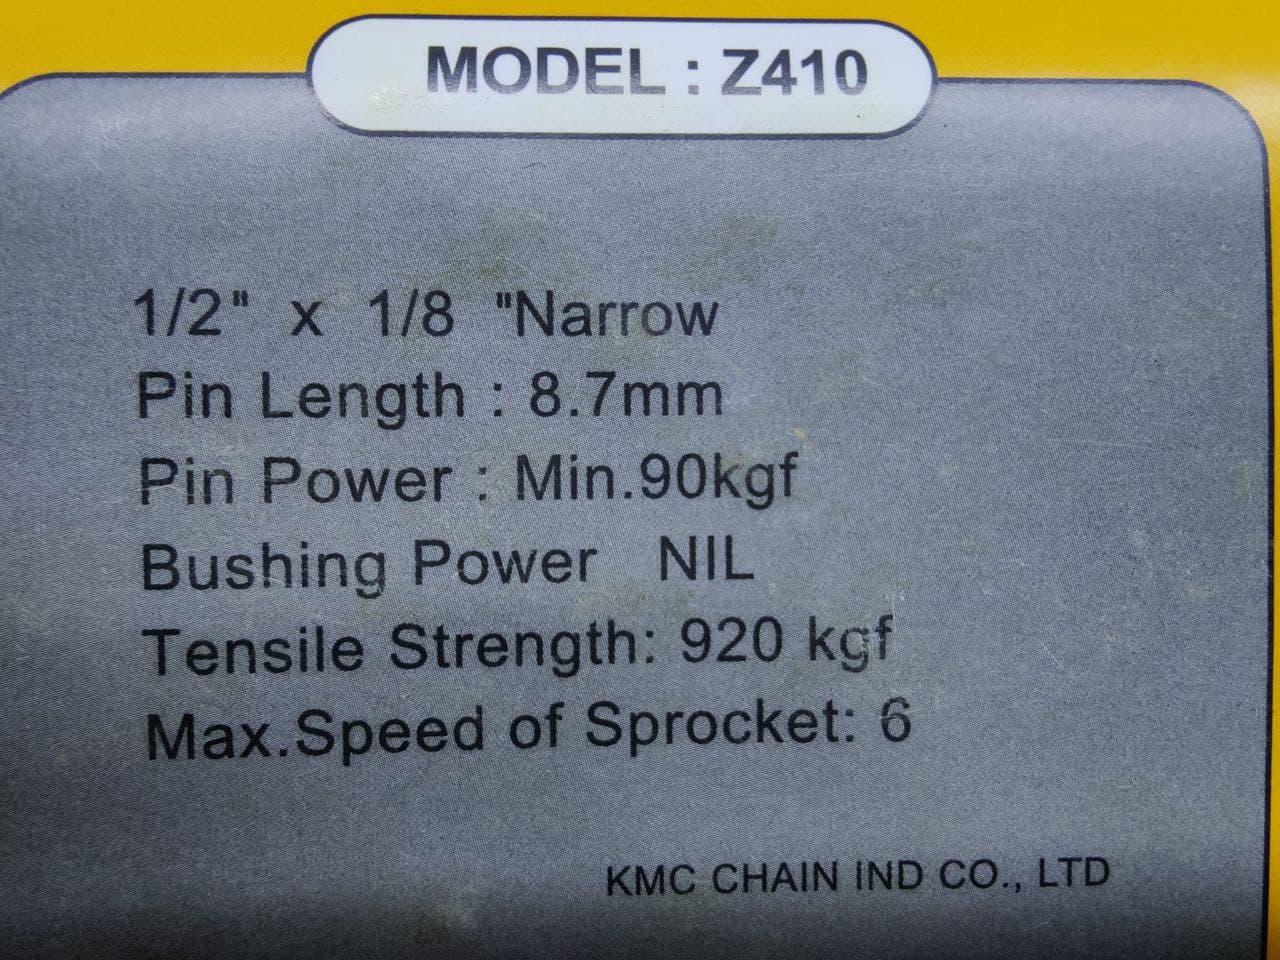 MODEL : Z410
1/2" x 1/8 "Narrow
Pin Length : 8.7mm
Pin Power : Min.90kgf
Bushing Power NIL
Tensile Strength: 920 kgf
Max.Speed of Sprocket: 6
KMC CHAIN IND CO., LTD